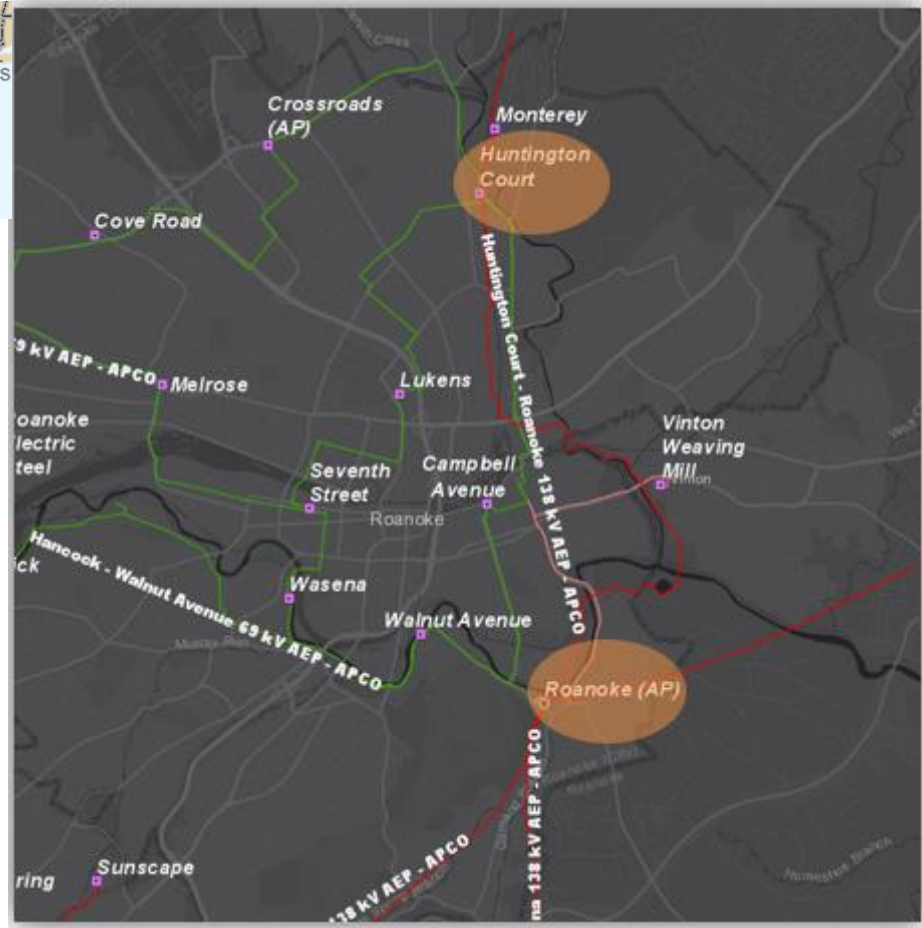 S
Crossroads
(AP)
Monterey
Huntington
Court
Cove Road
Huntington Court - Roanoke 138 kV AEP - APCO
9 kV AEP - APCO
Melrose
Lukens
oanoke
lectric
teel
Vinton
Weaving
Mill
Seventh
Street
Campbell
Avenue
Roanoke
ck
Hancock - Walnut Avenue 69 kV AEP - APCO
Wasena
Walnut Avenue
Roanoke (AP)
na 138 kV AEP - APCO
138 kV AEP - APCO
ring
Sunscape